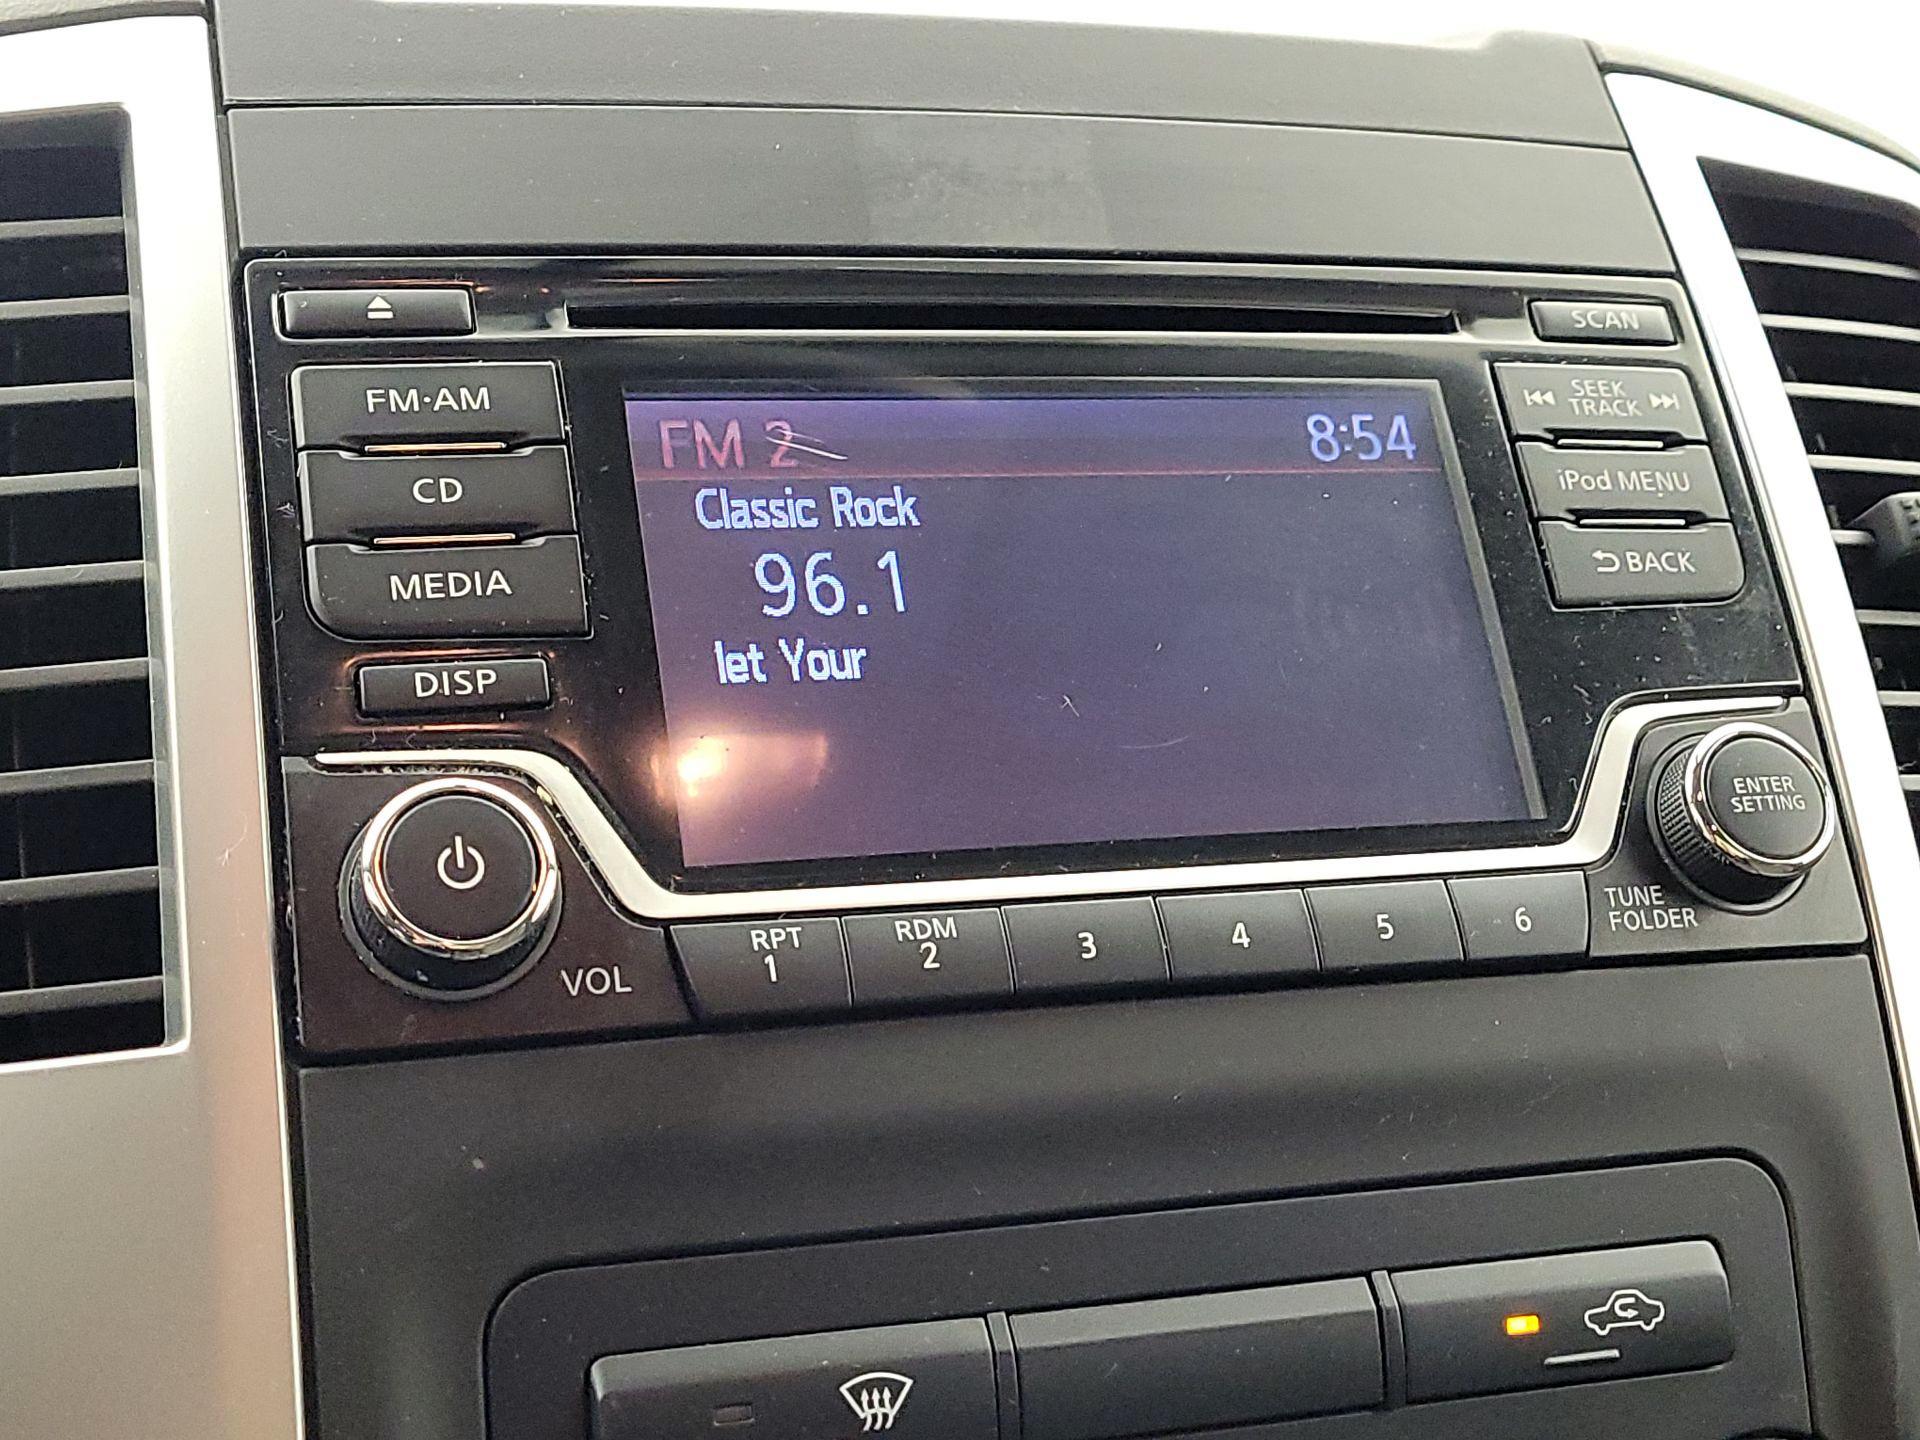 SCAN
FM·AM
SEEK
TRACK
FM 2
8:54
CD
Classic Rock
iPod MENU
96.1
BACK
MEDIA
let Your
DISP
ENTER
SETTING
VOL
TUNE
FOLDER
RPT
1
RDM
2
3
4
5
6